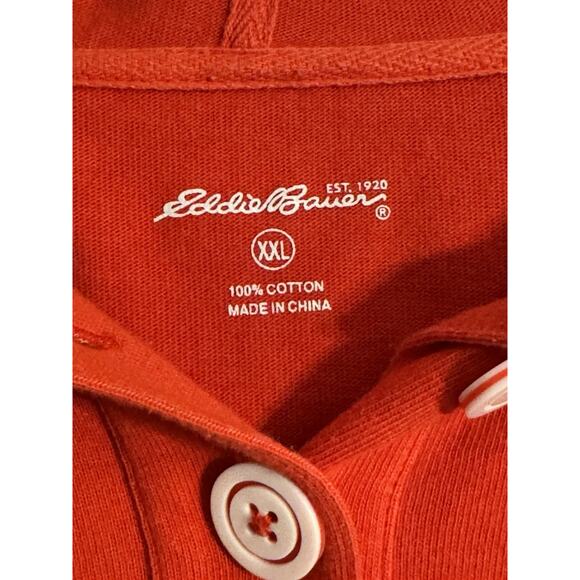 EST. 1920
Eddie Bauer®
XXL
100% COTTON
MADE IN CHINA